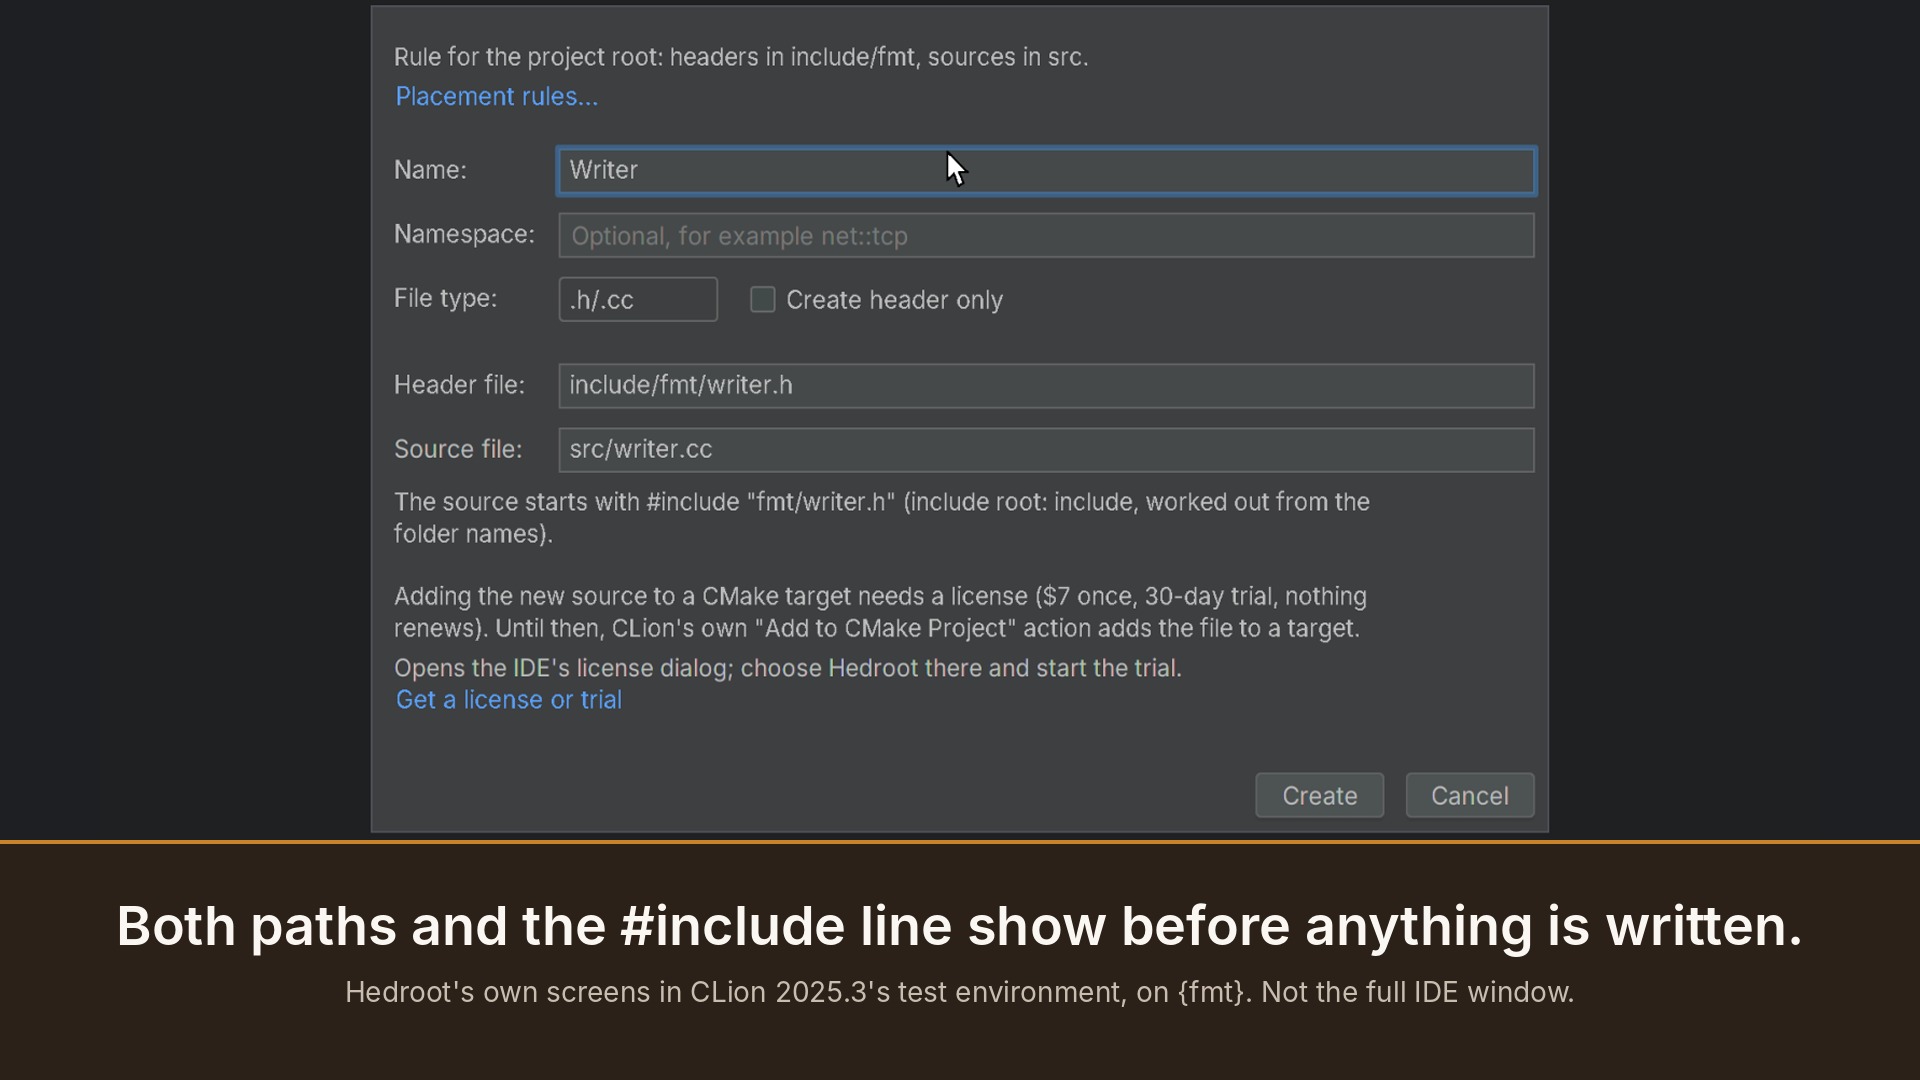 Rule for the project root: headers in include/fmt, sources in src.
Placement rules...
Name: Writer
Namespace: Optional, for example net::tcp
File type: .h/.cc Create header only
Header file: include/fmt/writer.h
Source file: src/writer.cc
The source starts with #include "fmt/writer.h" (include root: include, worked out from the
folder names).
Adding the new source to a CMake target needs a license ($7 once, 30-day trial, nothing
renews). Until then, CLion's own "Add to CMake Project" action adds the file to a target.
Opens the IDE's license dialog; choose Hedroot there and start the trial.
Get a license or trial
Create Cancel
Both paths and the #include line show before anything is written.
Hedroot's own screens in CLion 2025.3's test environment, on {fmt}. Not the full IDE window.